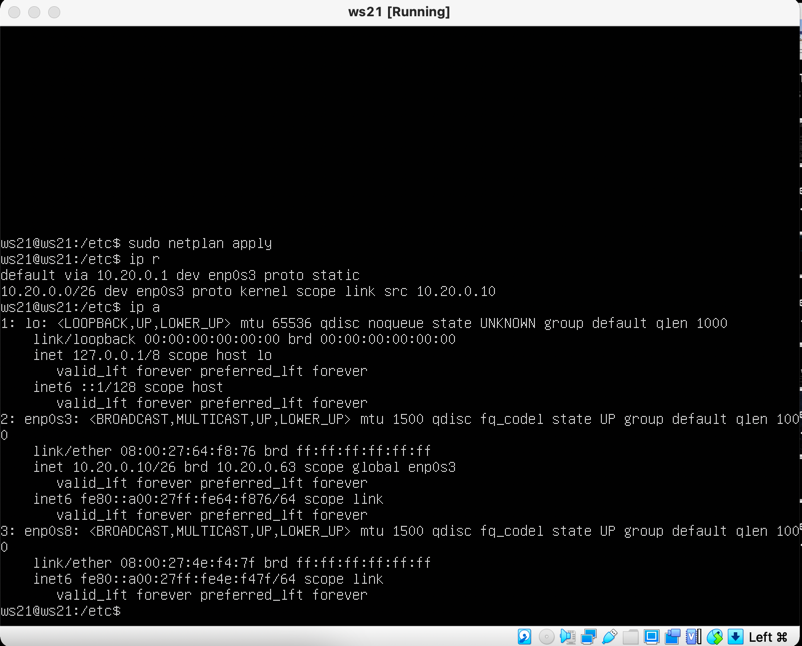 ws21 [Running]
ws21@ws21:/etc$ sudo netplan apply
ws21@ws21:/etc$ ip r
default via 10.20.0.1 dev enp0s3 proto static
10.20.0.0/26 dev enp0s3 proto kernel scope link src 10.20.0.10
ws21@ws21:/etc$ ip a
1: lo: <LOOPBACK,UP,LOWER_UP> mtu 65536 qdisc noqueue state UNKNOWN group default qlen 1000
link/loopback 00:00:00:00:00:00 brd 00:00:00:00:00:00
inet 127.0.0.1/8 scope host lo
valid_lft forever preferred_lft forever
inet6 ::1/128 scope host
valid_lft forever preferred_lft forever
2: enp0s3: <BROADCAST,MULTICAST,UP,LOWER_UP> mtu 1500 qdisc fq_codel state UP group default qlen 100
0
link/ether 08:00:27:64:f8:76 brd ff:ff:ff:ff:ff:ff
inet 10.20.0.10/26 brd 10.20.0.63 scope global enp0s3
valid_lft forever preferred_lft forever
inet6 fe80::a00:27ff:fe64:f876/64 scope link
valid_lft forever preferred_lft forever
3: enp0s8: <BROADCAST,MULTICAST,UP,LOWER_UP> mtu 1500 qdisc fq_codel state UP group default qlen 100
0
link/ether 08:00:27:4e:f4:7f brd ff:ff:ff:ff:ff:ff
inet6 fe80::a00:27ff:fe4e:f47f/64 scope link
valid_lft forever preferred_lft forever
ws21@ws21:/etc$
Left ⌘